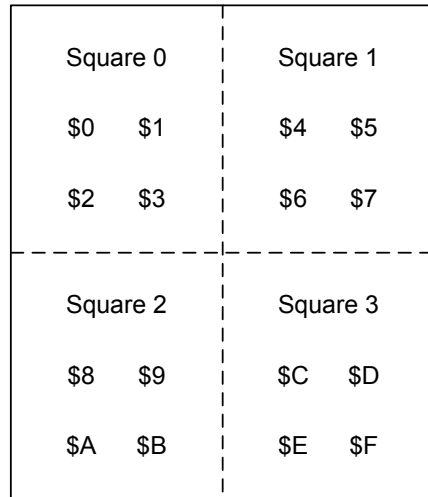 Square 0
$0 $1
$2 $3
Square 1
$4 $5
$6 $7
Square 2
$8 $9
$A $B
Square 3
$C $D
$E $F